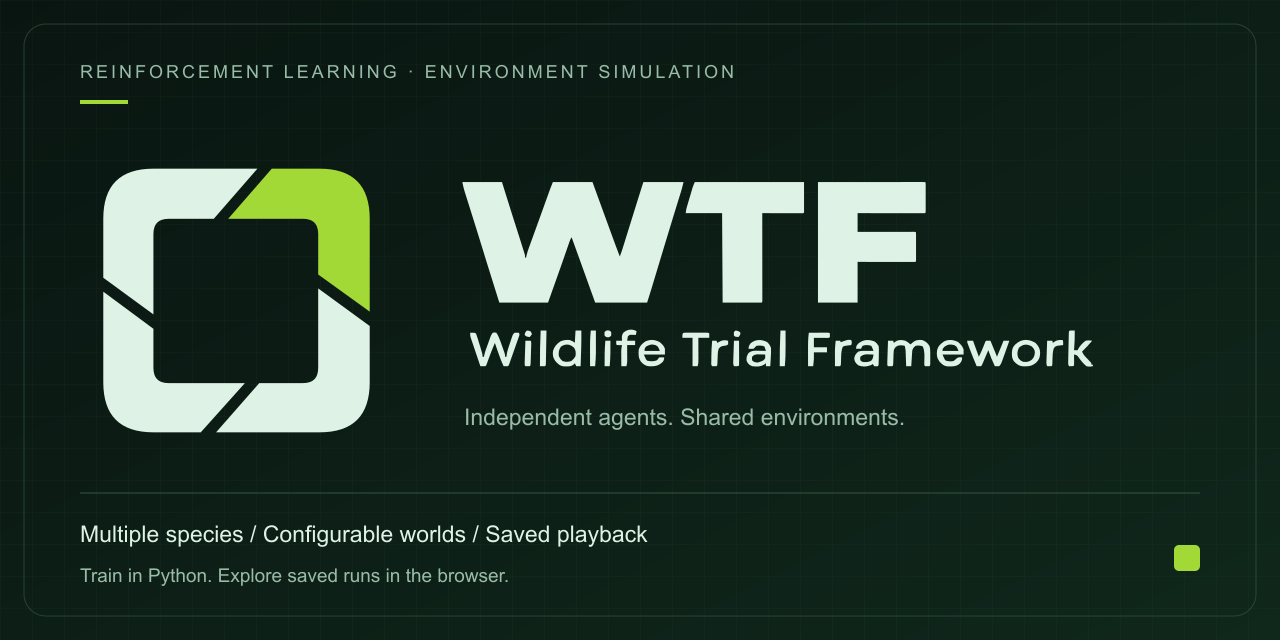 REINFORCEMENT LEARNING · ENVIRONMENT SIMULATION
WTF
Wildlife Trial Framework
Independent agents. Shared environments.
Multiple species / Configurable worlds / Saved playback
Train in Python. Explore saved runs in the browser.